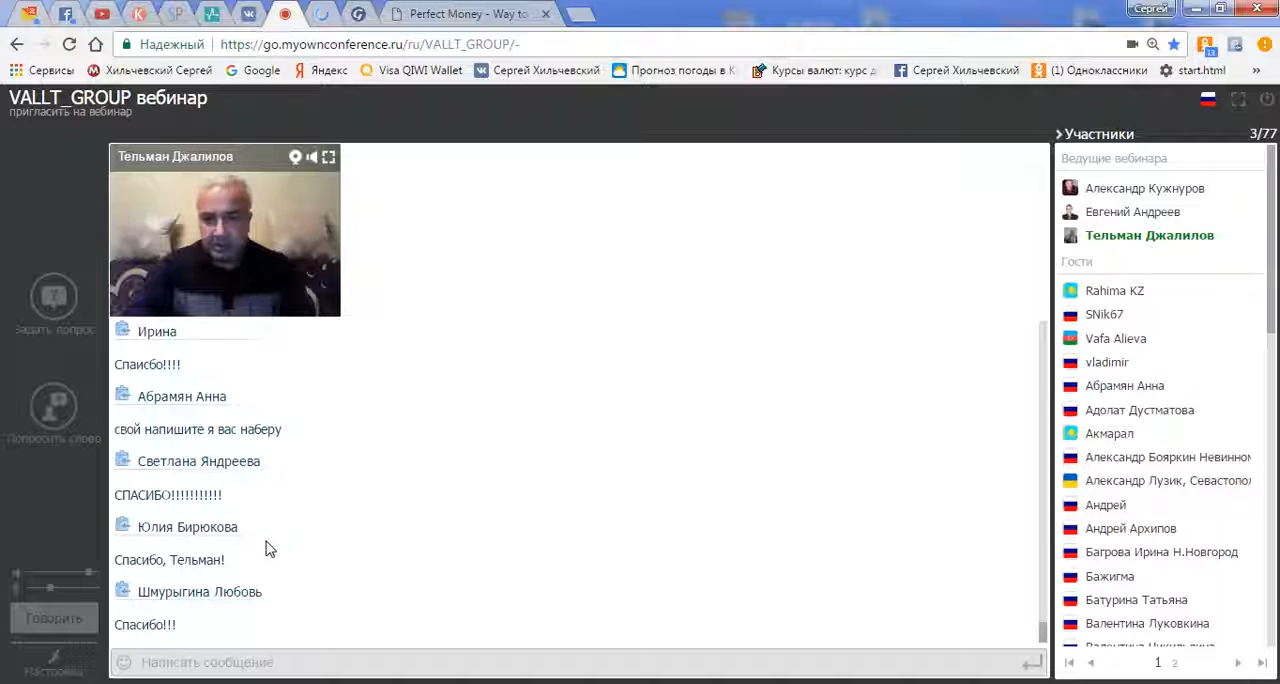 Сергей
Perfect Money - Way to
Надежный
https://go.myownconference.ru/ru/VALLT_GROUP/-
Сервисы
Хильчевский Сергей
Google
Яндекс
Visa QIWI Wallet
Сергей Хильчевский
Прогноз погоды в К
Курсы валют: курс д
Сергей Хильчевский
(1) Одноклассники
start.html
13
VALLT_GROUP вебинар
пригласить на вебинар
Участники
3/77
Тельман Джалилов
Ведущие вебинара
Александр Кужнуров
Евгений Андреев
Тельман Джалилов
Гости
Rahima KZ
SNik67
Vafa Alieva
vladimir
Абрамян Анна
Адолат Дустматова
Акмарал
Александр Бояркин Невинном
Александр Лузик, Севастопол
Андрей
Андрей Архипов
Багрова Ирина Н.Новгород
Бажигма
Батурина Татьяна
Валентина Луковкина
1 2
Задать вопрос
Попросить слово
Говорить
Настройка
Ирина
Спаисбо!!!!
Абрамян Анна
свой напишите я вас наберу
Светлана Яндреева
СПАСИБО!!!!!!!!!!!
Юлия Бирюкова
Спасибо, Тельман!
Шмурыгина Любовь
Спасибо!!!
Написать сообщение